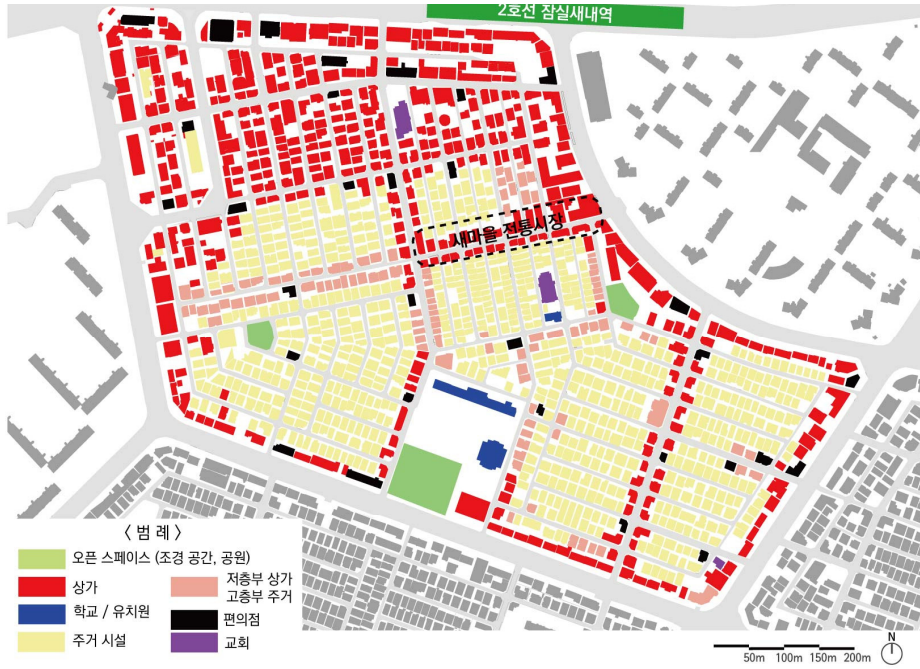 2호선 잠실새내역
새마을 전통시장
〈 범 례 〉
오픈 스페이스 (조경 공간, 공원)
상가
저층부 상가
고층부 주거
학교 / 유치원
편의점
주거 시설
교회
N
50m 100m 150m 200m